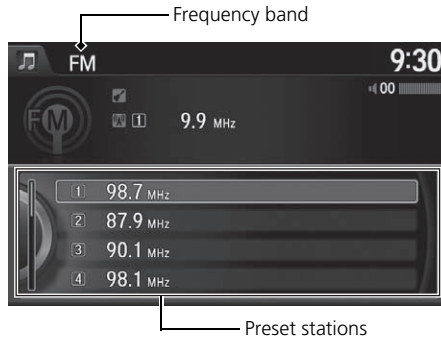 Frequency band
FM 9:30
00
FM
1 9.9 MHz
1 98.7 MHz
2 87.9 MHz
3 90.1 MHz
4 98.1 MHz
Preset stations